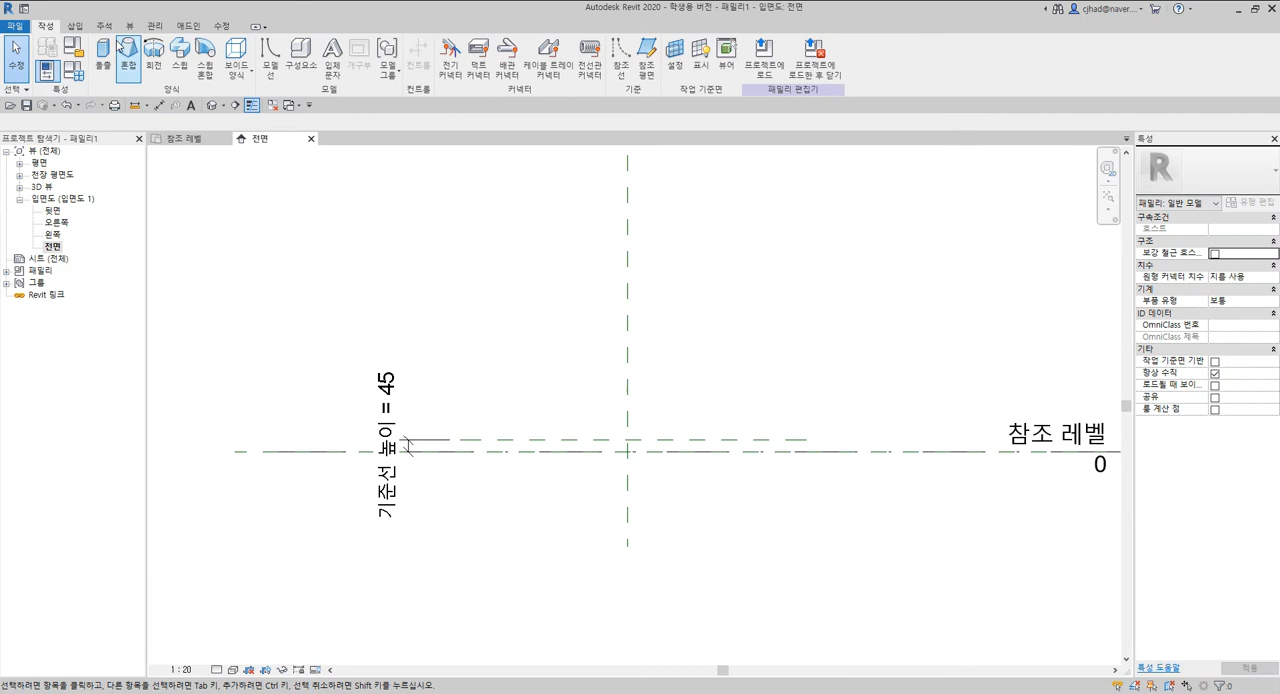 Autodesk Revit 2020 - 학생용 버전 - 패밀리1 - 입면도: 전면
cjhad@naver....
파일 작성 삽입 주석 뷰 관리 애드인 수정
수정
돌출 혼합 회전 스윕 스윕 혼합 보이드 양식
모델 선 구성요소 입체 문자 개구부 모델 그룹
컨트롤
전기 커넥터 덕트 커넥터 배관 커넥터 케이블 트레이 커넥터 전선관 커넥터
참조 선 참조 평면
설정 표시 뷰어
프로젝트에 로드 프로젝트에 로드한 후 닫기
선택 특성 양식 모델 컨트롤 커넥터 기준 작업 기준면 패밀리 편집기
프로젝트 탐색기 - 패밀리1
참조 레벨
전면
뷰 (전체)
평면
천장 평면도
3D 뷰
입면도 (입면도 1)
뒷면
오른쪽
왼쪽
전면
시트 (전체)
패밀리
그룹
Revit 링크
기준선 높이 = 45
참조 레벨
0
특성
패밀리: 일반 모델
유형 편집
구속조건
호스트
구조
보강 철근 호스...
치수
원형 커넥터 치수 지름 사용
기계
부품 유형 보통
ID 데이터
OmniClass 번호
OmniClass 제목
기타
작업 기준면 기반
항상 수직
로드될 때 보이...
공유
룸 계산 점
특성 도움말
적용
1 : 20
선택하려면 항목을 클릭하고, 다른 항목을 선택하려면 Tab 키, 추가하려면 Ctrl 키, 선택 취소하려면 Shift 키를 누르십시오.
:0